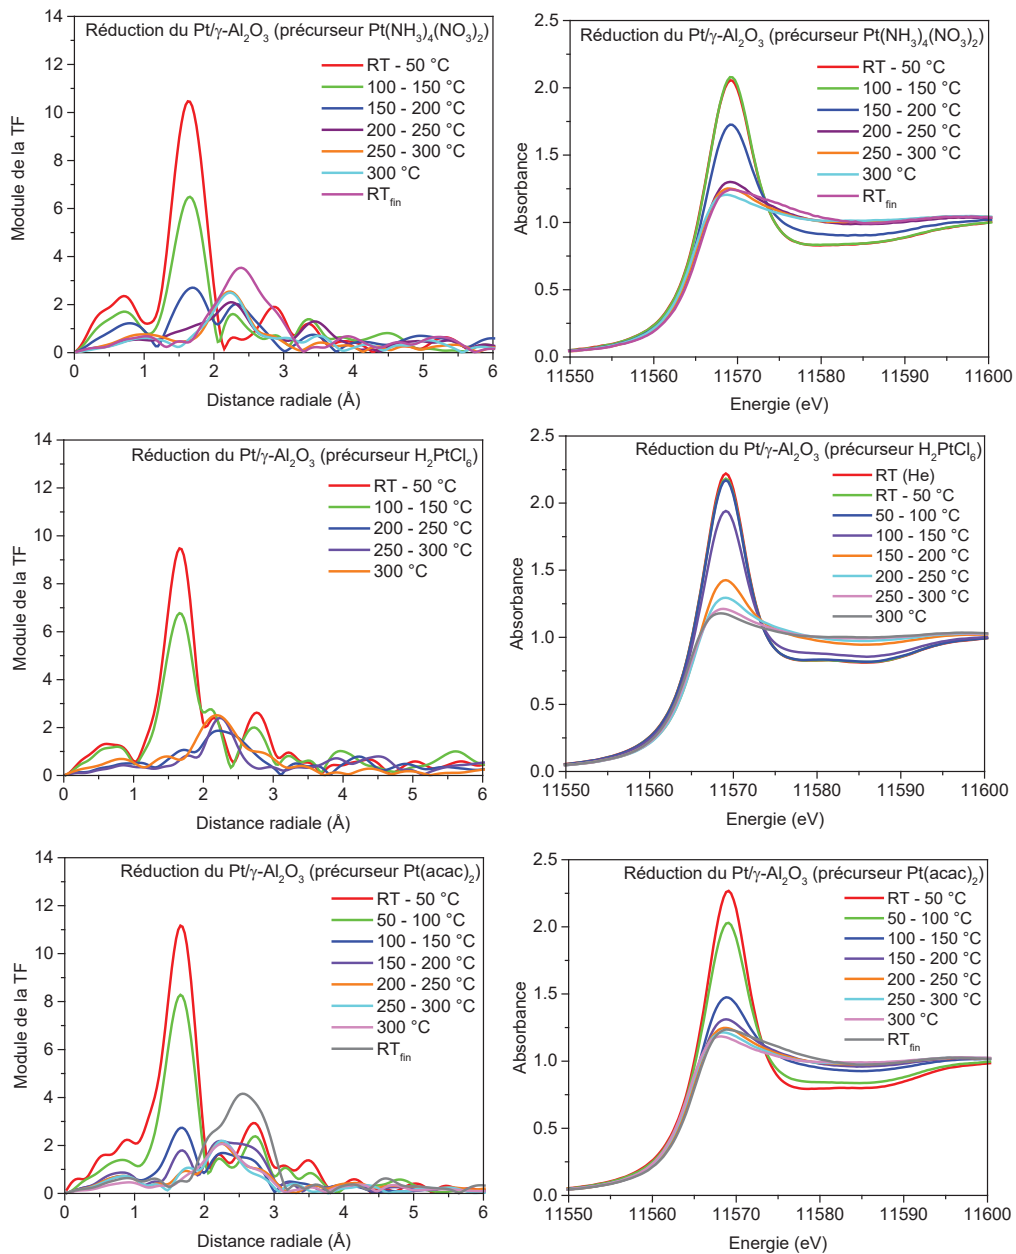 Réduction du Pt/γ-Al₂O₃ (précurseur Pt(NH₃)₄(NO₃)₂)
RT - 50 °C
100 - 150 °C
150 - 200 °C
200 - 250 °C
250 - 300 °C
300 °C
RT_fin
Module de la TF
14
12
10
8
6
4
2
0
0 1 2 3 4 5 6
Distance radiale (Å)
Réduction du Pt/γ-Al₂O₃ (précurseur Pt(NH₃)₄(NO₃)₂)
RT - 50 °C
100 - 150 °C
150 - 200 °C
200 - 250 °C
250 - 300 °C
300 °C
RT_fin
Absorbance
2.5
2.0
1.5
1.0
0.5
0.0
11550 11560 11570 11580 11590 11600
Energie (eV)
Réduction du Pt/γ-Al₂O₃ (précurseur H₂PtCl₆)
RT - 50 °C
100 - 150 °C
200 - 250 °C
250 - 300 °C
300 °C
Module de la TF
14
12
10
8
6
4
2
0
0 1 2 3 4 5 6
Distance radiale (Å)
Réduction du Pt/γ-Al₂O₃ (précurseur H₂PtCl₆)
RT (He)
RT - 50 °C
50 - 100 °C
100 - 150 °C
150 - 200 °C
200 - 250 °C
250 - 300 °C
300 °C
Absorbance
2.5
2.0
1.5
1.0
0.5
0.0
11550 11560 11570 11580 11590 11600
Energie (eV)
Réduction du Pt/γ-Al₂O₃ (précurseur Pt(acac)₂)
RT - 50 °C
50 - 100 °C
100 - 150 °C
150 - 200 °C
200 - 250 °C
250 - 300 °C
300 °C
RT_fin
Module de la TF
14
12
10
8
6
4
2
0
0 1 2 3 4 5 6
Distance radiale (Å)
Réduction du Pt/γ-Al₂O₃ (précurseur Pt(acac)₂)
RT - 50 °C
50 - 100 °C
100 - 150 °C
150 - 200 °C
200 - 250 °C
250 - 300 °C
300 °C
RT_fin
Absorbance
2.5
2.0
1.5
1.0
0.5
0.0
11550 11560 11570 11580 11590 11600
Energie (eV)